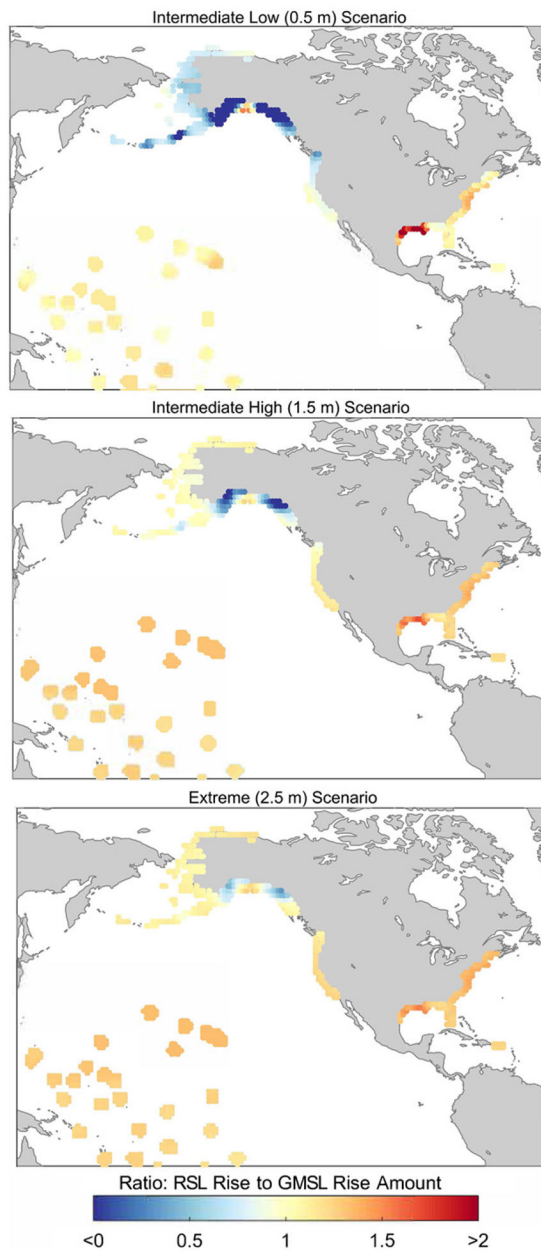 Intermediate Low (0.5 m) Scenario
Intermediate High (1.5 m) Scenario
Extreme (2.5 m) Scenario
Ratio: RSL Rise to GMSL Rise Amount
<0 0.5 1 1.5 >2